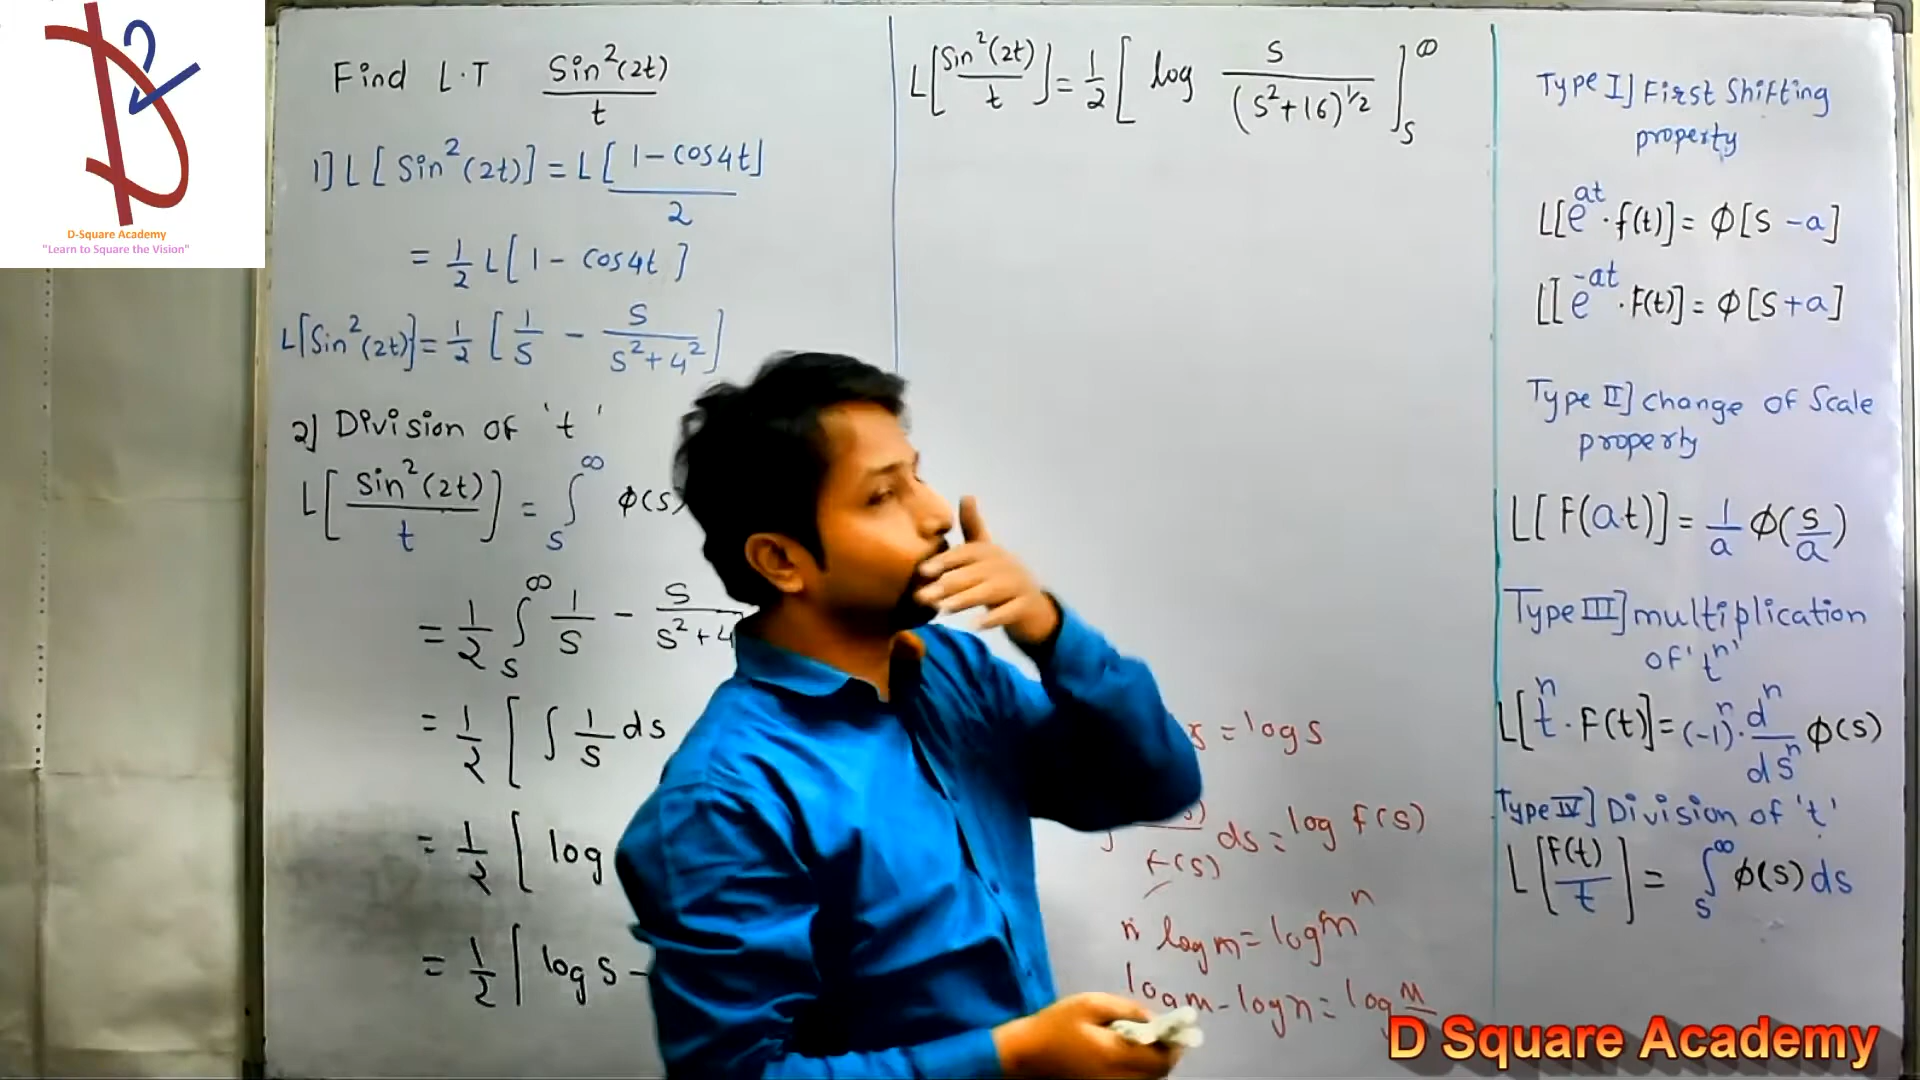 D-Square Academy
"Learn to Square the Vision"
Find L.T Sin²(2t)/t
1] L[Sin²(2t)] = L[1-cos4t]/2
= 1/2 L[1 - cos4t]
L[Sin²(2t)] = 1/2 [1/s - s/(s²+4²)]
2] Division of 't'
L[Sin²(2t)/t] = ∫s^∞ φ(s)
= 1/2 ∫s^∞ 1/s - s/(s²+4
= 1/2 [∫ 1/s ds
= 1/2 [log
= 1/2 [log s -
L[Sin²(2t)/t] = 1/2 [log s/(s²+16)^1/2]s^∞
= log s
ds = log f(s)
f(s)
n log m = log m^n
log m - log n = log m
Type I] First Shifting
property
L[e^at · f(t)] = φ[s - a]
L[e^-at · F(t)] = φ[s+a]
Type II] change of Scale
property
L[F(at)] = 1/a φ(s/a)
Type III] multiplication
of 't^n'
L[t^n · F(t)] = (-1)^n · d^n/ds^n φ(s)
Type IV] Division of 't'
L[F(t)/t] = ∫s^∞ φ(s) ds
D Square Academy